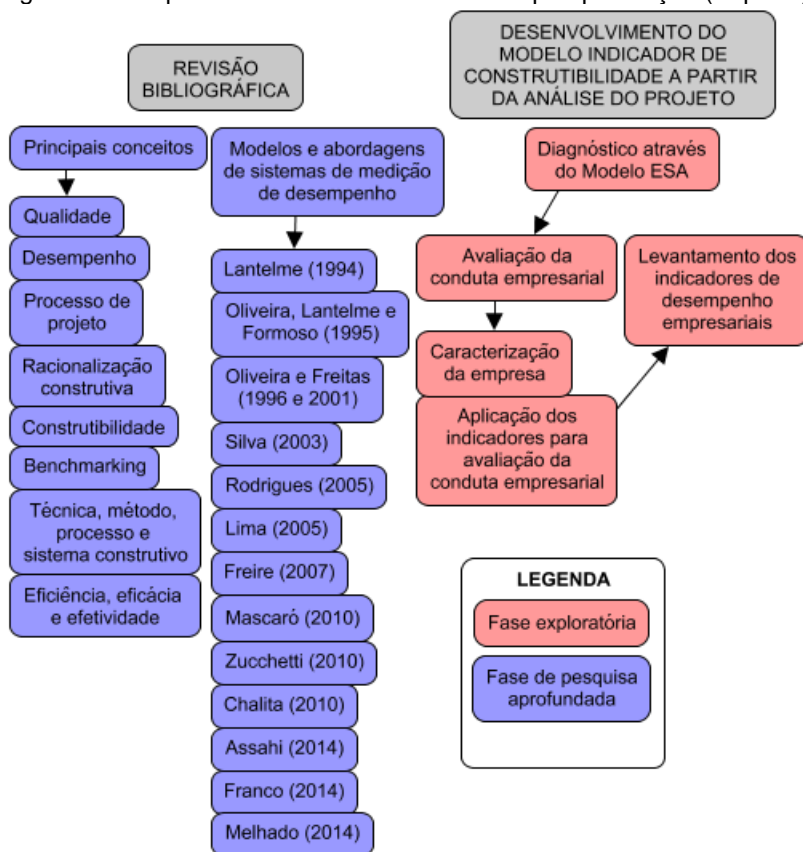 REVISÃO
BIBLIOGRÁFICA
Principais conceitos
Qualidade
Desempenho
Processo de
projeto
Racionalização
construtiva
Construtibilidade
Benchmarking
Técnica, método,
processo e
sistema construtivo
Eficiência, eficácia
e efetividade
Modelos e abordagens
de sistemas de medição
de desempenho
Lantelme (1994)
Oliveira, Lantelme e
Formoso (1995)
Oliveira e Freitas
(1996 e 2001)
Silva (2003)
Rodrigues (2005)
Lima (2005)
Freire (2007)
Mascaró (2010)
Zucchetti (2010)
Chalita (2010)
Assahi (2014)
Franco (2014)
Melhado (2014)
DESENVOLVIMENTO DO
MODELO INDICADOR DE
CONSTRUTIBILIDADE A PARTIR
DA ANÁLISE DO PROJETO
Diagnóstico através
do Modelo ESA
Avaliação da
conduta empresarial
Caracterização
da empresa
Aplicação dos
indicadores para
avaliação da
conduta empresarial
Levantamento dos
indicadores de
desempenho
empresariais
LEGENDA
Fase exploratória
Fase de pesquisa
aprofundada